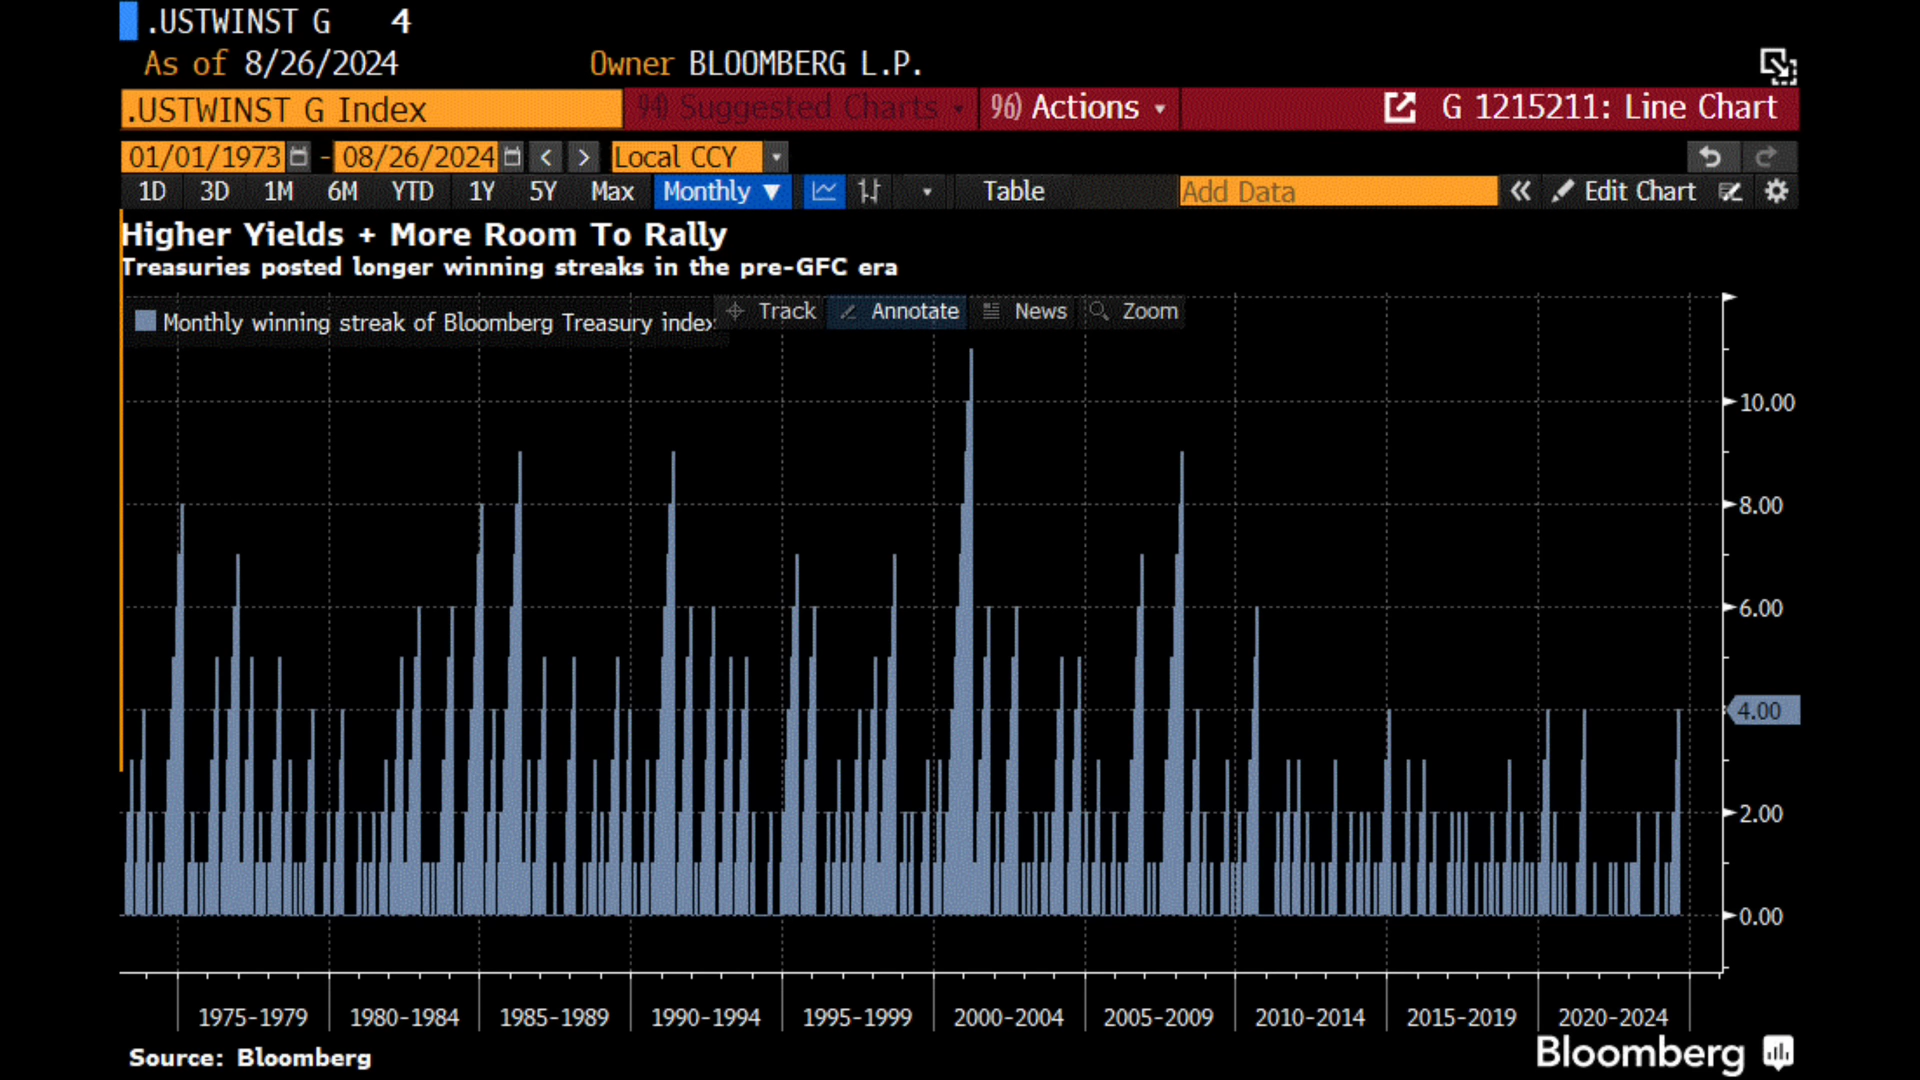 .USTWINST G 4
As of 8/26/2024 Owner BLOOMBERG L.P.
.USTWINST G Index 94) Suggested Charts 96) Actions G 1215211: Line Chart
01/01/1973 - 08/26/2024 < > Local CCY
1D 3D 1M 6M YTD 1Y 5Y Max Monthly ▼ Table Add Data « Edit Chart
Higher Yields + More Room To Rally
Treasuries posted longer winning streaks in the pre-GFC era
Monthly winning streak of Bloomberg Treasury index Track Annotate News Zoom
10.00
8.00
6.00
4.00
2.00
0.00
1975-1979 1980-1984 1985-1989 1990-1994 1995-1999 2000-2004 2005-2009 2010-2014 2015-2019 2020-2024
Source: Bloomberg Bloomberg